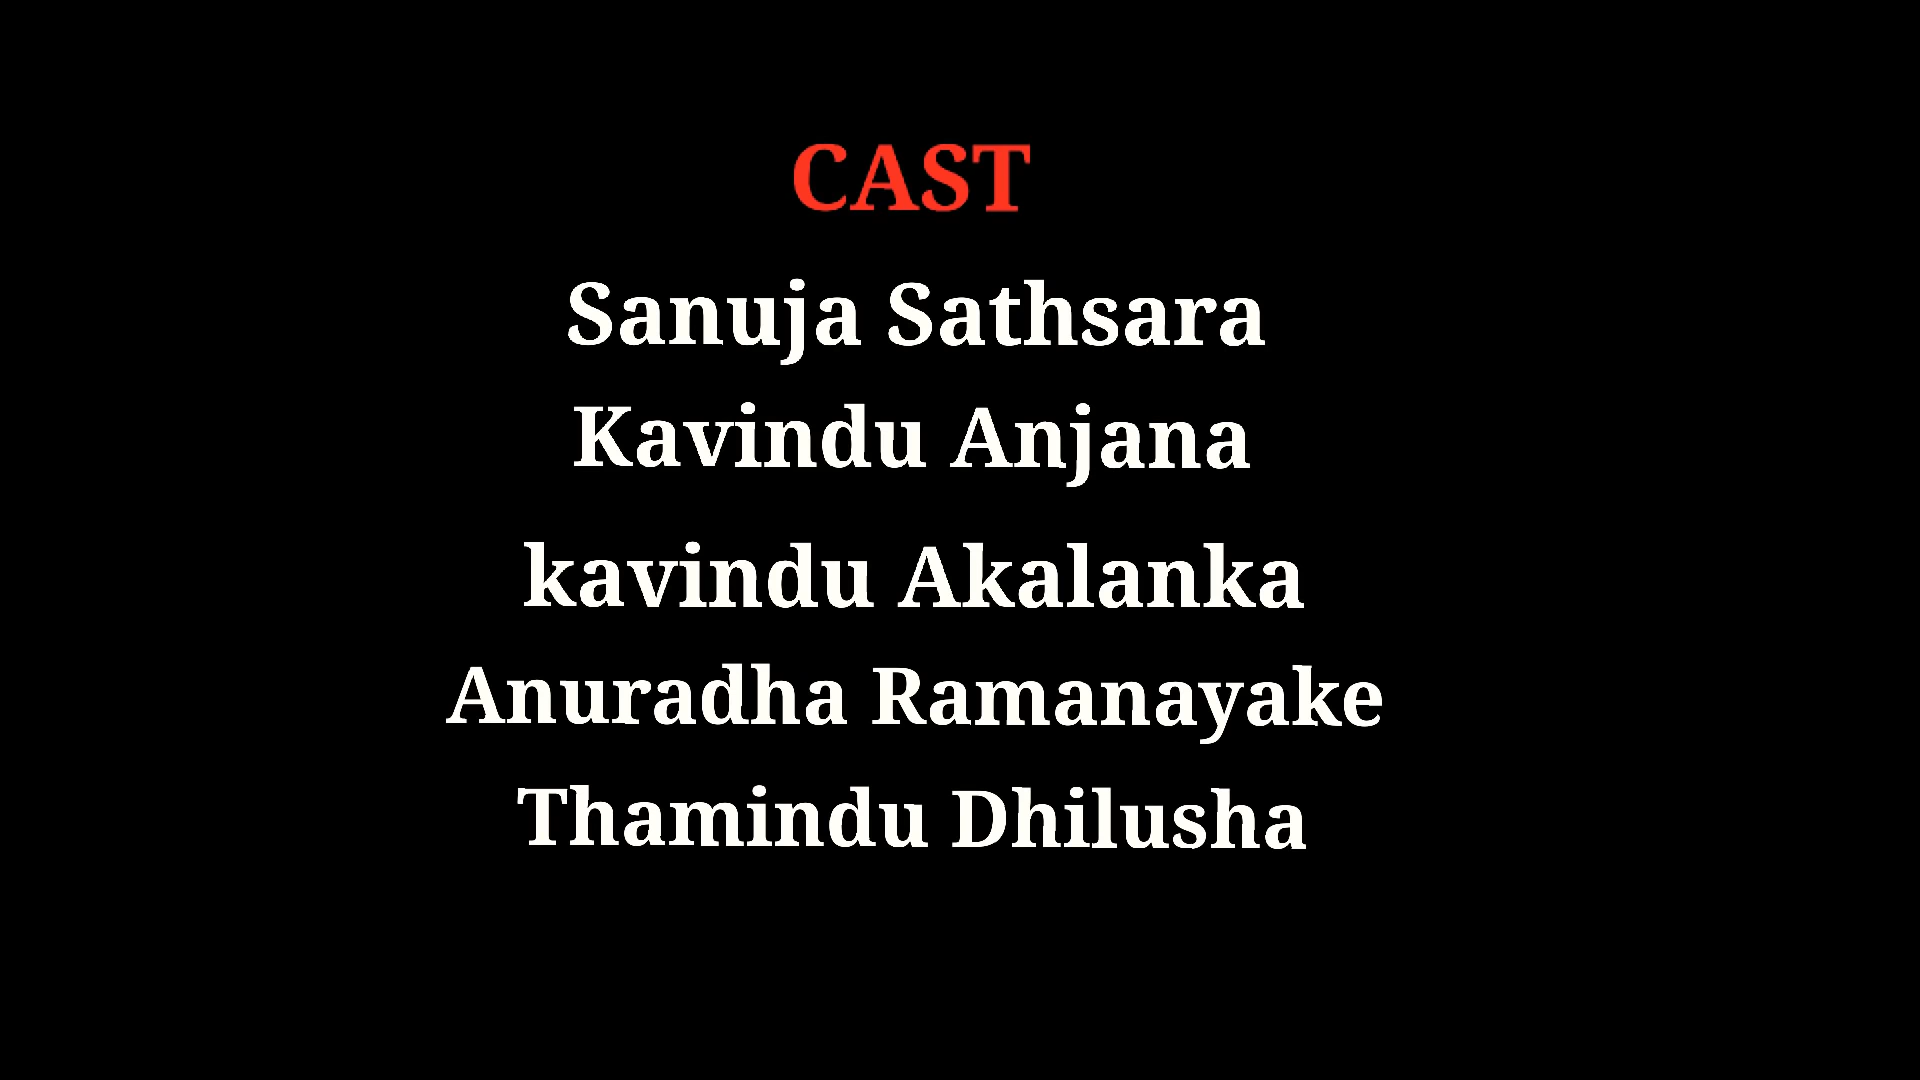 CAST
Sanuja Sathsara
Kavindu Anjana
kavindu Akalanka
Anuradha Ramanayake
Thamindu Dhilusha